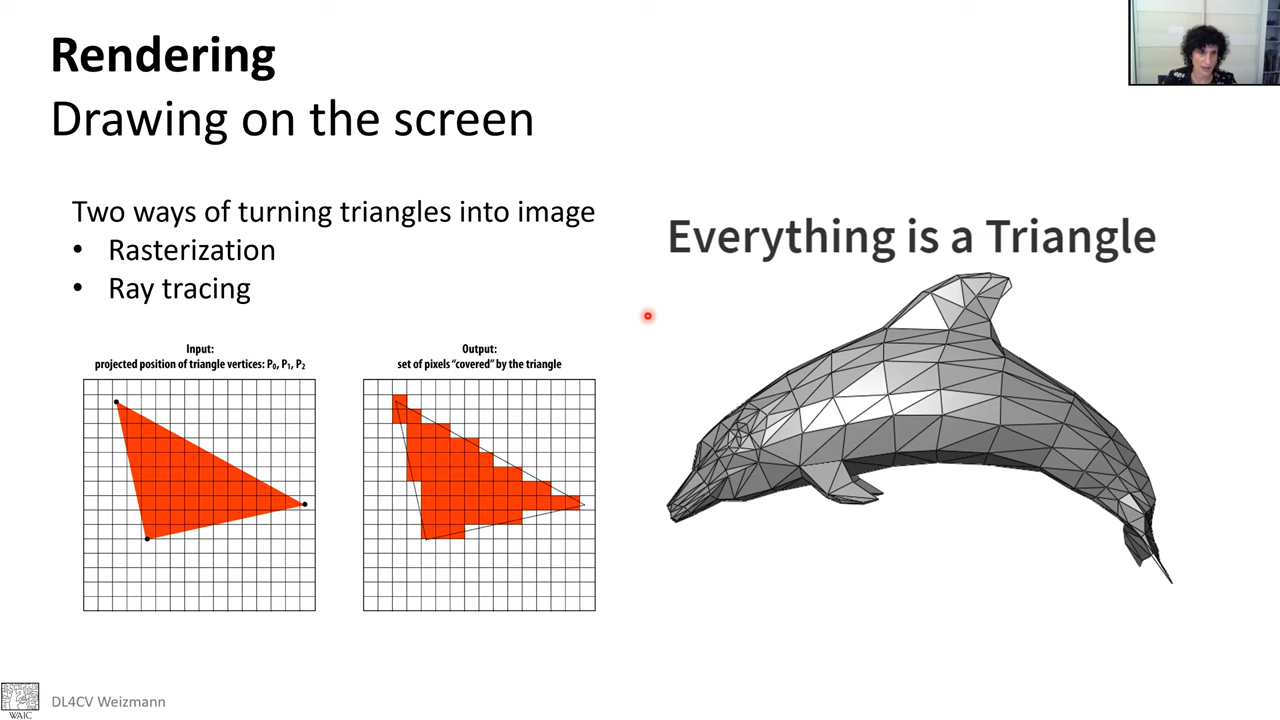 Rendering
Drawing on the screen
Two ways of turning triangles into image
• Rasterization
• Ray tracing
Everything is a Triangle
Input:
projected position of triangle vertices: P₀, P₁, P₂
Output:
set of pixels “covered” by the triangle
WAIC
DL4CV Weizmann